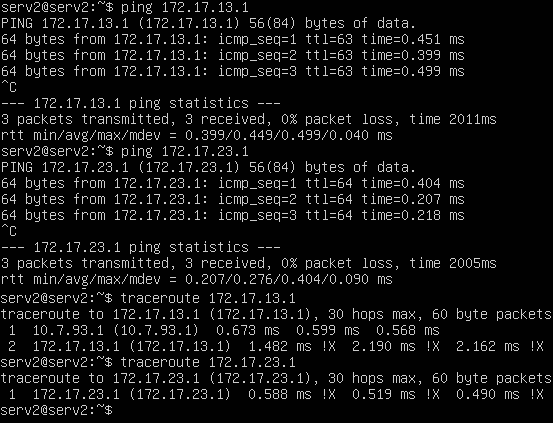 serv2@serv2:~$ ping 172.17.13.1
PING 172.17.13.1 (172.17.13.1) 56(84) bytes of data.
64 bytes from 172.17.13.1: icmp_seq=1 ttl=63 time=0.451 ms
64 bytes from 172.17.13.1: icmp_seq=2 ttl=63 time=0.399 ms
64 bytes from 172.17.13.1: icmp_seq=3 ttl=63 time=0.499 ms
^C
--- 172.17.13.1 ping statistics ---
3 packets transmitted, 3 received, 0% packet loss, time 2011ms
rtt min/avg/max/mdev = 0.399/0.449/0.499/0.040 ms
serv2@serv2:~$ ping 172.17.23.1
PING 172.17.23.1 (172.17.23.1) 56(84) bytes of data.
64 bytes from 172.17.23.1: icmp_seq=1 ttl=64 time=0.404 ms
64 bytes from 172.17.23.1: icmp_seq=2 ttl=64 time=0.207 ms
64 bytes from 172.17.23.1: icmp_seq=3 ttl=64 time=0.218 ms
^C
--- 172.17.23.1 ping statistics ---
3 packets transmitted, 3 received, 0% packet loss, time 2005ms
rtt min/avg/max/mdev = 0.207/0.276/0.404/0.090 ms
serv2@serv2:~$ traceroute 172.17.13.1
traceroute to 172.17.13.1 (172.17.13.1), 30 hops max, 60 byte packets
 1  10.7.93.1 (10.7.93.1)  0.673 ms  0.599 ms  0.568 ms
 2  172.17.13.1 (172.17.13.1)  1.482 ms !X  2.190 ms !X  2.162 ms !X
serv2@serv2:~$ traceroute 172.17.23.1
traceroute to 172.17.23.1 (172.17.23.1), 30 hops max, 60 byte packets
 1  172.17.23.1 (172.17.23.1)  0.588 ms !X  0.519 ms !X  0.490 ms !X
serv2@serv2:~$